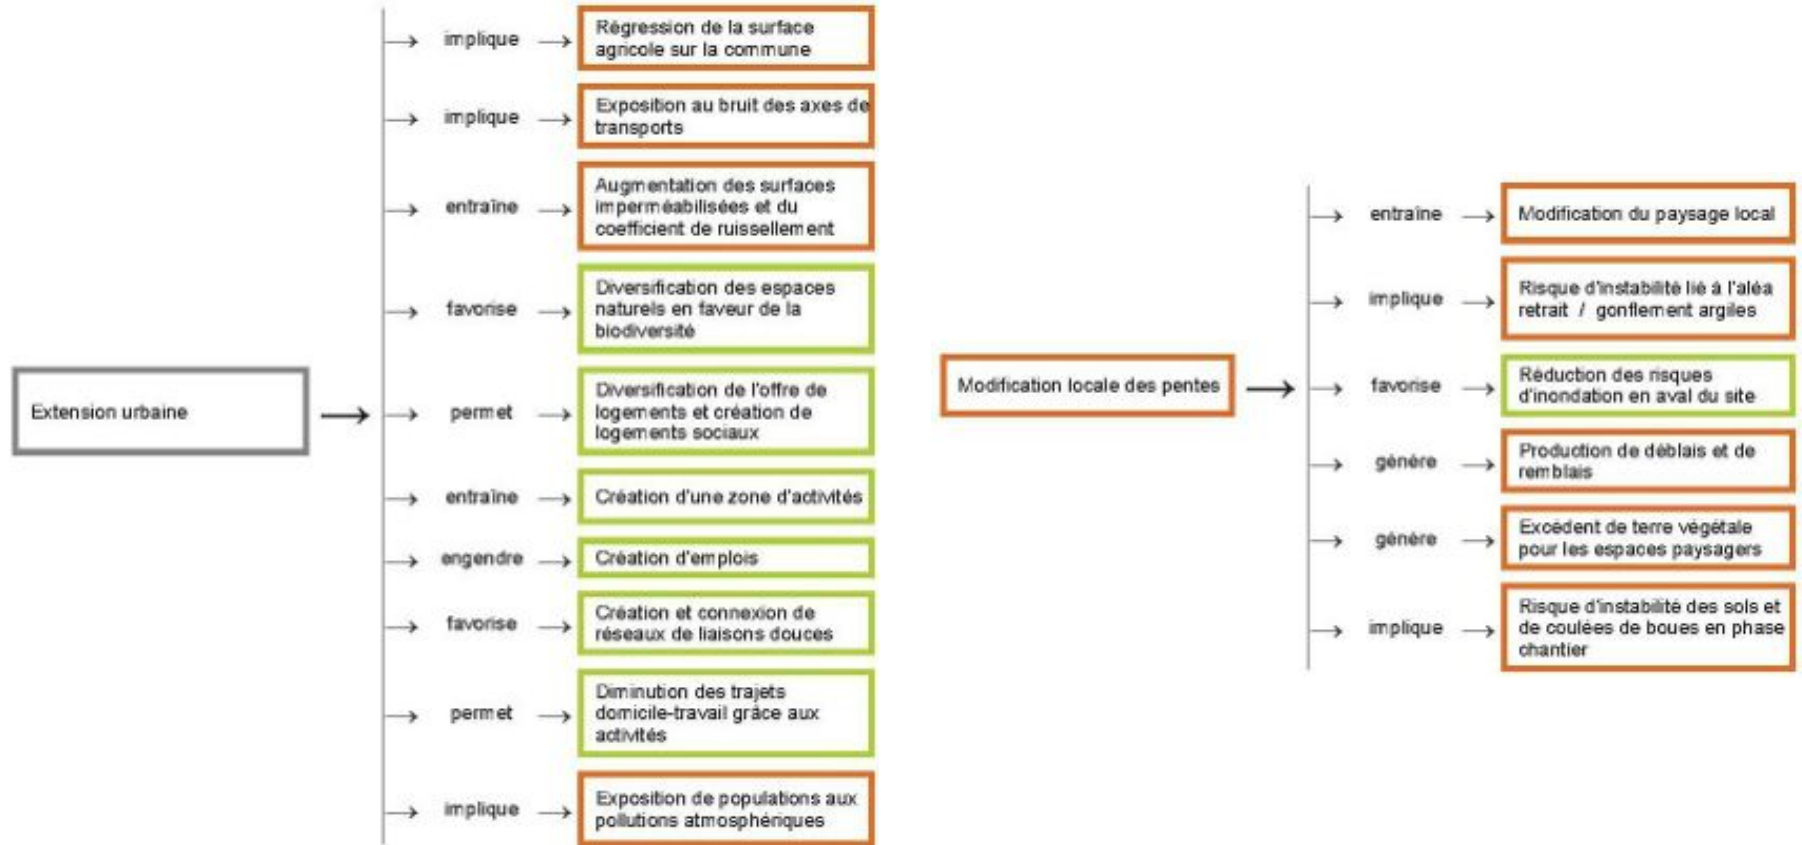 Extension urbaine
implique
Régression de la surface
agricole sur la commune
implique
Exposition au bruit des axes de
transports
entraîne
Augmentation des surfaces
imperméabilisées et du
coefficient de ruissellement
favorise
Diversification des espaces
naturels en faveur de la
biodiversité
permet
Diversification de l'offre de
logements et création de
logements sociaux
entraîne
Création d'une zone d'activités
engendre
Création d'emplois
favorise
Création et connexion de
réseaux de liaisons douces
permet
Diminution des trajets
domicile-travail grâce aux
activités
implique
Exposition de populations aux
pollutions atmosphériques
Modification locale des pentes
entraîne
Modification du paysage local
implique
Risque d'instabilité lié à l'aléa
retrait / gonflement argiles
favorise
Réduction des risques
d'inondation en aval du site
génère
Production de déblais et de
remblais
génère
Excédent de terre végétale
pour les espaces paysagers
implique
Risque d'instabilité des sols et
de coulées de boues en phase
chantier